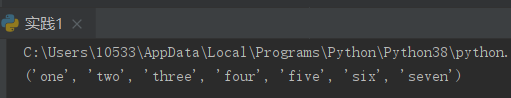 实践1
C:\Users\10533\AppData\Local\Programs\Python\Python38\python.
('one', 'two', 'three', 'four', 'five', 'six', 'seven')